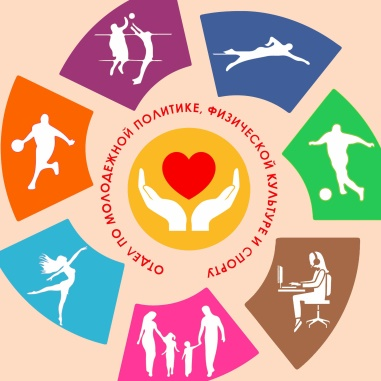 ОТДЕЛ ПО МОЛОДЕЖНОЙ ПОЛИТИКЕ, ФИЗИЧЕСКОЙ КУЛЬТУРЕ И СПОРТУ